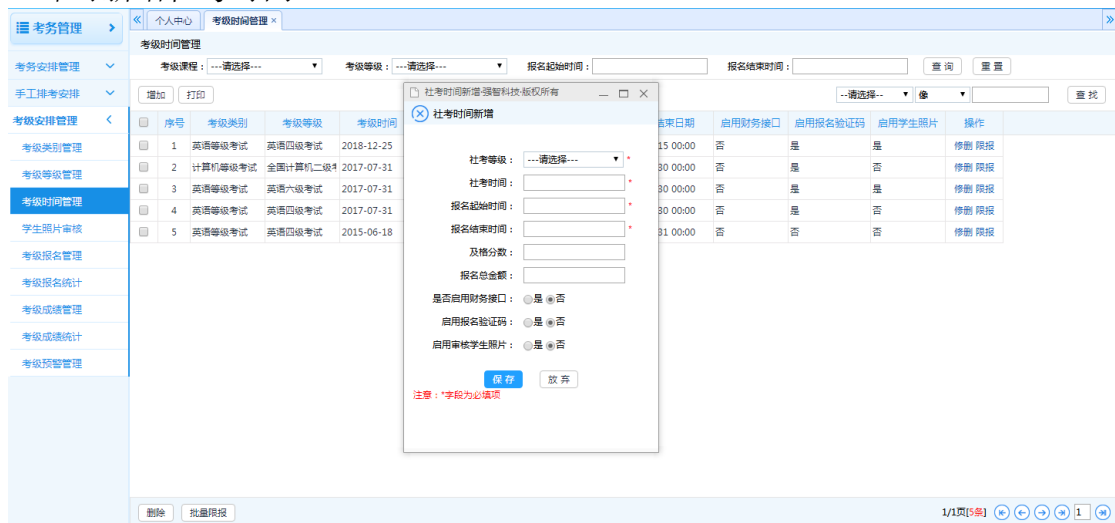 考务管理
个人中心
考级时间管理 ×
考级时间管理
考务安排管理
手工排考安排
考级安排管理
考级类别管理
考级等级管理
考级时间管理
学生照片审核
考级报名管理
考级报名统计
考级成绩管理
考级成绩统计
考级预警管理
考级课程： ---请选择--- 考级等级： ---请选择--- 报名起始时间： 报名结束时间： 查 询 重 置
增加 打印 --请选择-- 像 查 找
序号 考级类别 考级等级 考级时间 结束日期 启用财务接口 启用报名验证码 启用学生照片 操作
1 英语等级考试 英语四级考试 2018-12-25 15 00:00 否 是 是 修删 限报
2 计算机等级考试 全国计算机二级考 2017-07-31 30 00:00 否 是 否 修删 限报
3 英语等级考试 英语六级考试 2017-07-31 30 00:00 否 是 是 修删 限报
4 英语等级考试 英语四级考试 2017-07-31 30 00:00 否 是 否 修删 限报
5 英语等级考试 英语四级考试 2015-06-18 31 00:00 否 否 否 修删 限报
社考时间新增-强智科技-版权所有
社考时间新增
社考等级： ---请选择--- *
社考时间： *
报名起始时间： *
报名结束时间： *
及格分数：
报名总金额：
是否启用财务接口： 是 否
启用报名验证码： 是 否
启用审核学生照片： 是 否
保 存 放 弃
注意：*字段为必填项
删除 批量限报 1/1页[5条] 1